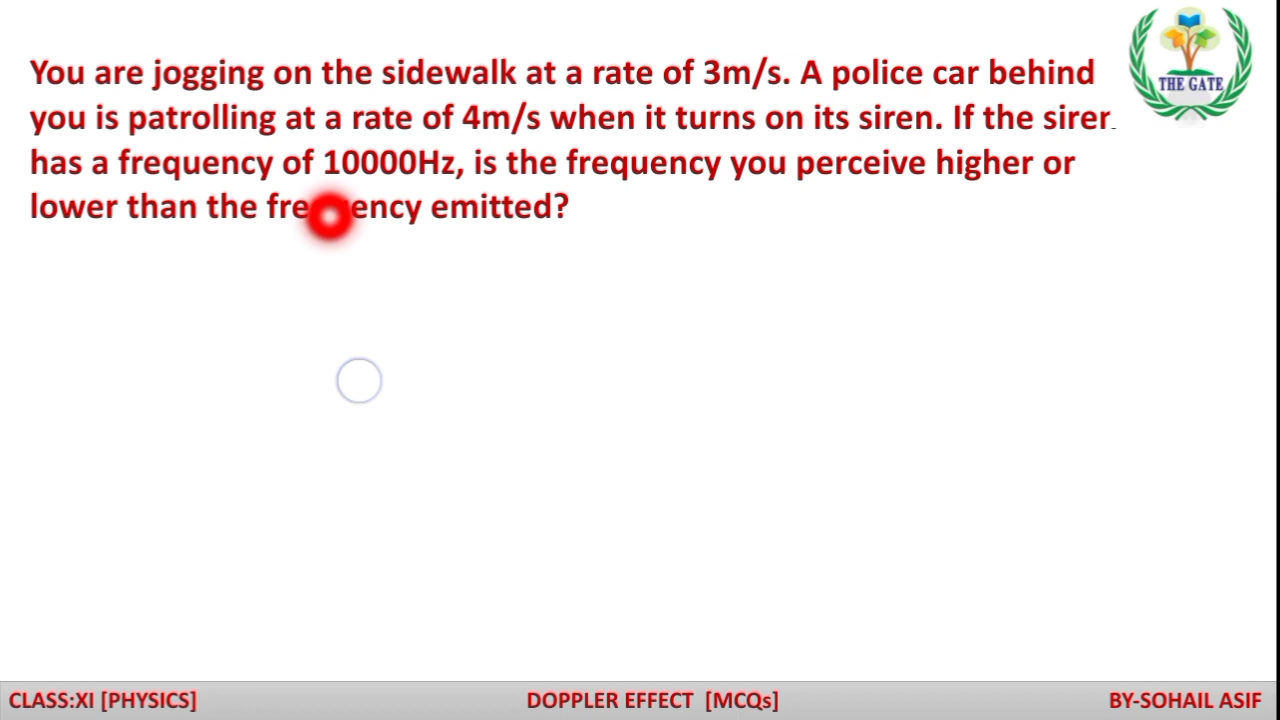 You are jogging on the sidewalk at a rate of 3m/s. A police car behind
you is patrolling at a rate of 4m/s when it turns on its siren. If the siren
has a frequency of 10000Hz, is the frequency you perceive higher or
lower than the frequency emitted?
THE GATE
CLASS:XI [PHYSICS] DOPPLER EFFECT [MCQs] BY-SOHAIL ASIF